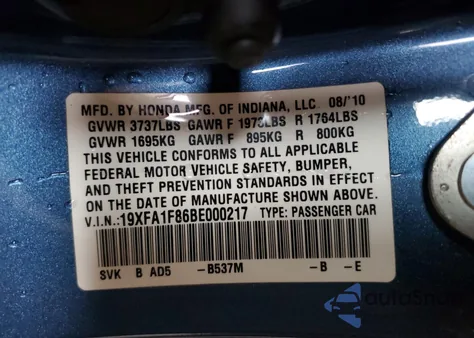 MFD. BY HONDA MFG. OF INDIANA, LLC. 08/'10
GVWR 3737LBS GAWR F 1973LBS R 1764LBS
GVWR 1695KG GAWR F 895KG R 800KG
THIS VEHICLE CONFORMS TO ALL APPLICABLE
FEDERAL MOTOR VEHICLE SAFETY, BUMPER,
AND THEFT PREVENTION STANDARDS IN EFFECT
ON THE DATE OF MANUFACTURE SHOWN ABOVE.
V.I.N.: 19XFA1F86BE000217 TYPE: PASSENGER CAR
SVK B AD5 -B537M -B -E